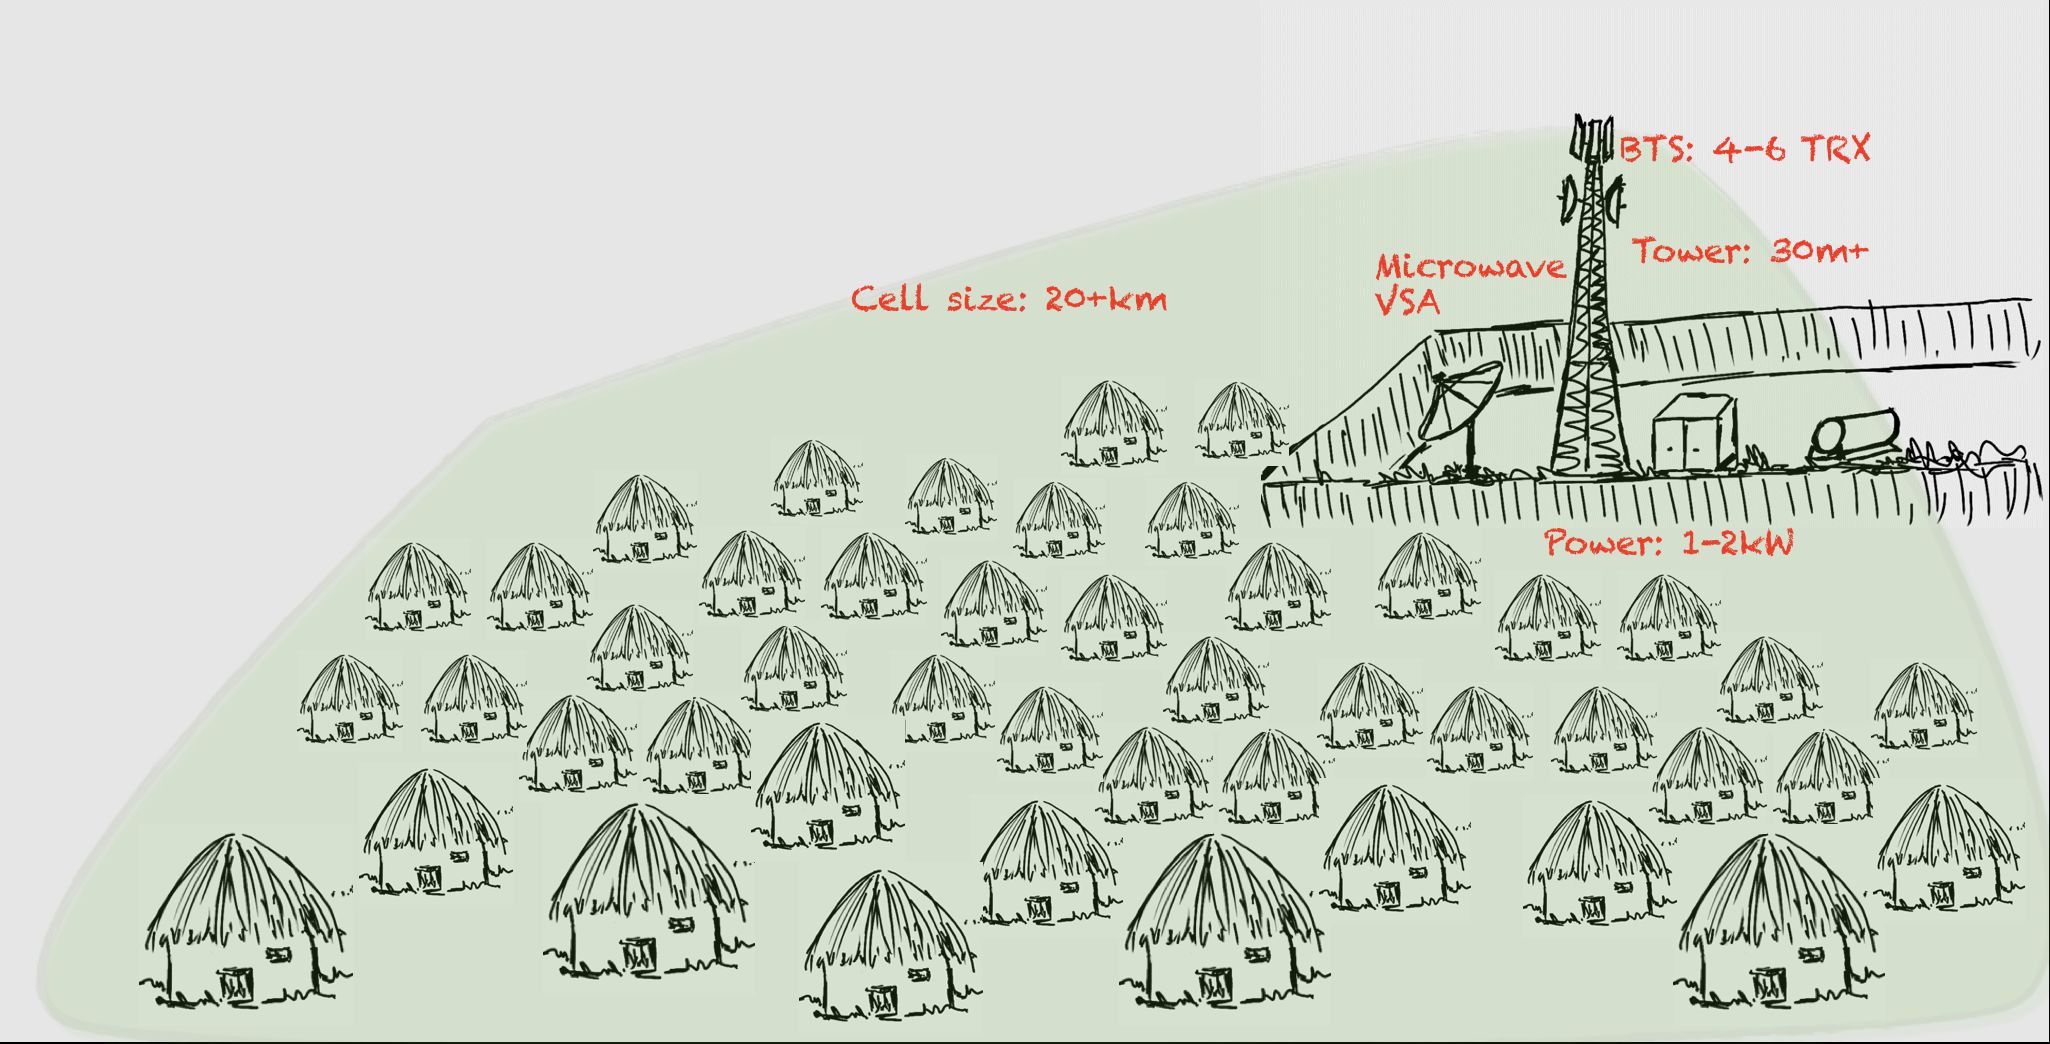 BTS: 4-6 TRX
Tower: 30m+
Microwave
VSA
Cell size: 20+km
Power: 1-2kW